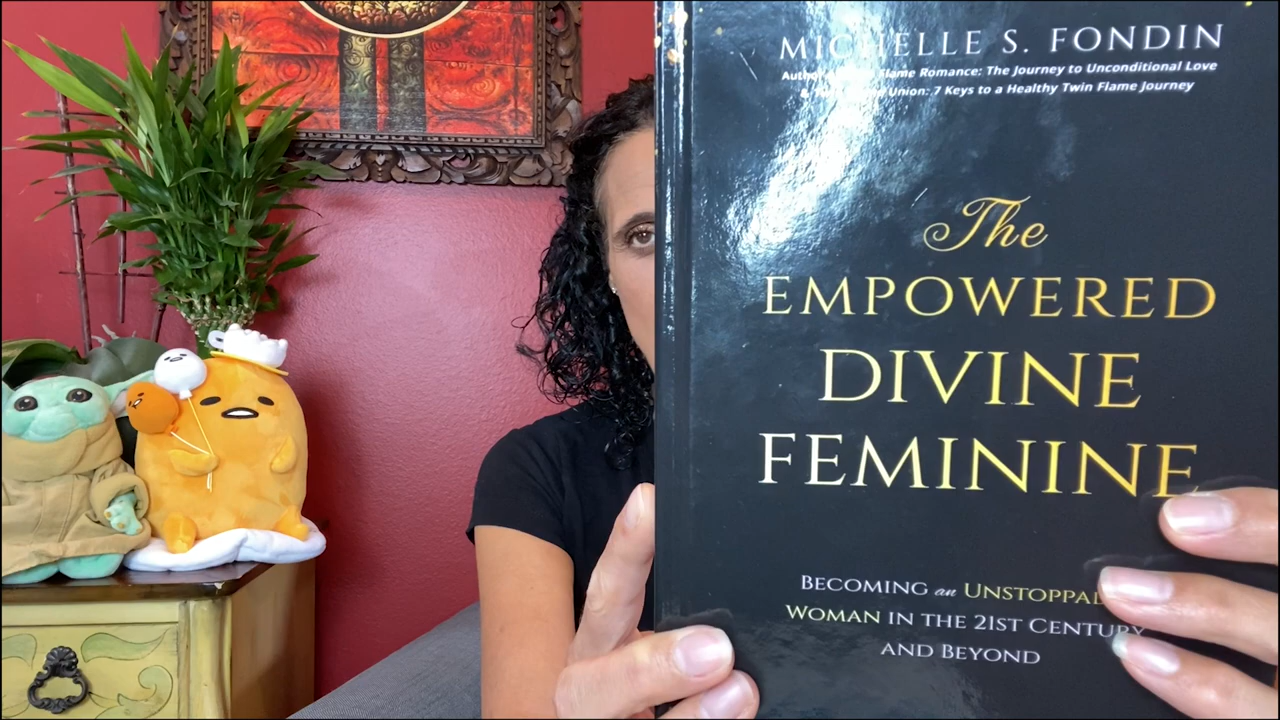 MICHELLE S. FONDIN
Flame Romance: The Journey to Unconditional Love
Union: 7 Keys to a Healthy Twin Flame Journey
The
EMPOWERED
DIVINE
FEMININE
BECOMING an
WOMAN IN THE 21ST CENTURY
AND BEYOND